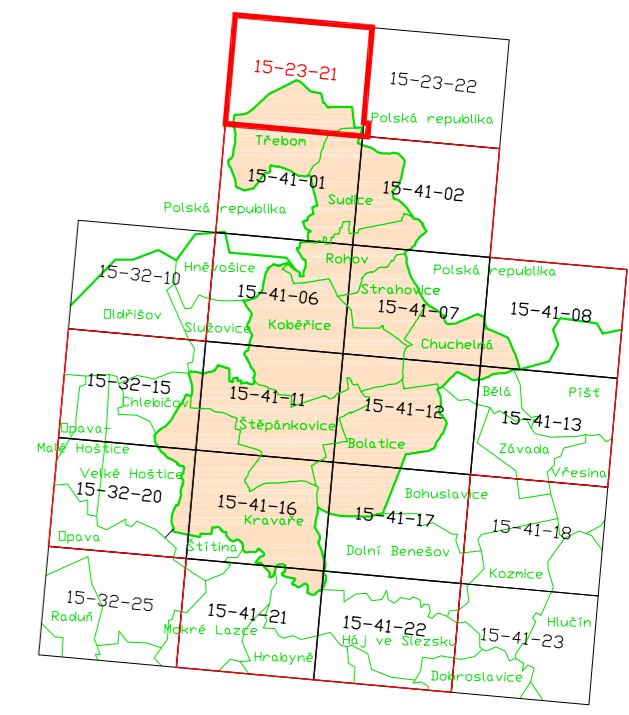 15-23-21
15-23-22
Polská republika
Třebom
15-41-01
Sudice
15-41-02
Polská republika
Rohov
Hněvošice
15-32-10
Polská republika
Strahovice
15-41-06
15-41-07
15-41-08
Oldřišov
Služovice
Kobeřice
Chuchelná
15-32-15
Chlebičov
15-41-11
15-41-12
Bělá
Píšť
15-41-13
Opava-
Malé Hoštice
Štěpánkovice
Bolatice
Závada
Velké Hoštice
Vřesina
15-32-20
15-41-16
Kravaře
Bohuslavice
15-41-17
15-41-18
Opava
Štítina
Dolní Benešov
Kozmice
15-32-25
Raduň
15-41-21
Mokré Lazce
15-41-22
Háj ve Slezsku
15-41-23
Hlučín
Hrabyně
Dobroslavice